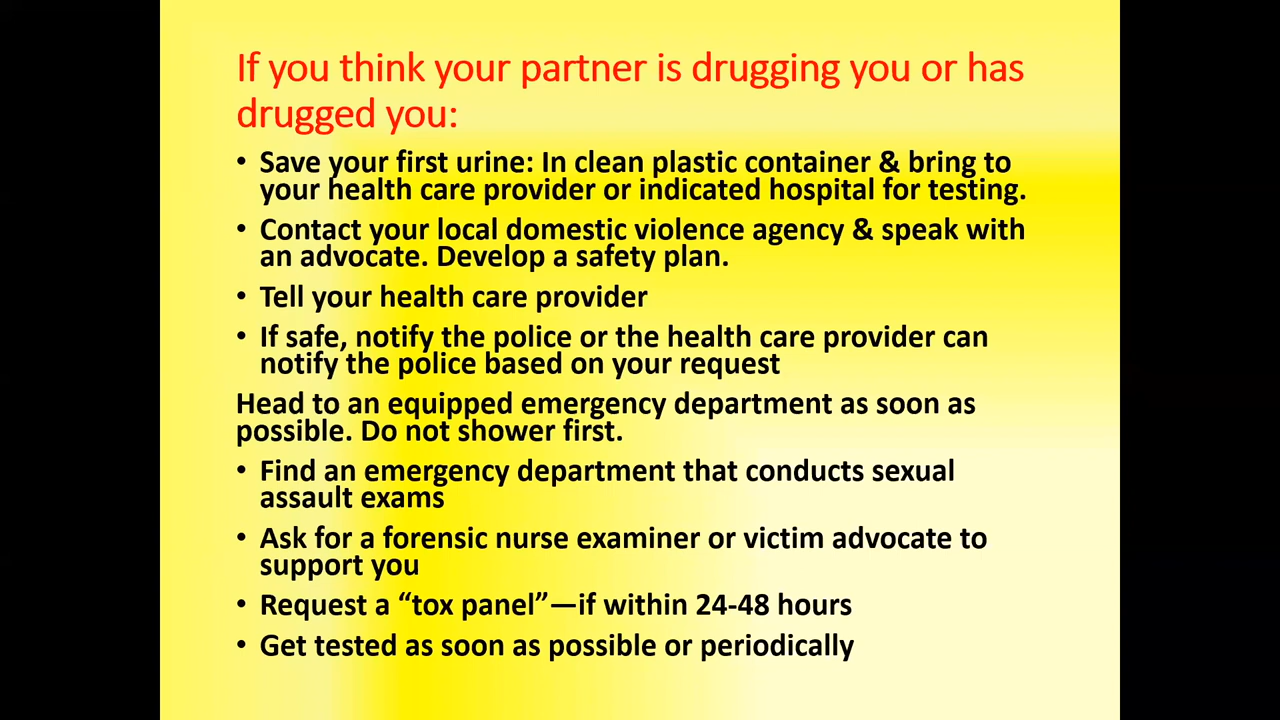 If you think your partner is drugging you or has
drugged you:
• Save your first urine: In clean plastic container & bring to
your health care provider or indicated hospital for testing.
• Contact your local domestic violence agency & speak with
an advocate. Develop a safety plan.
• Tell your health care provider
• If safe, notify the police or the health care provider can
notify the police based on your request
Head to an equipped emergency department as soon as
possible. Do not shower first.
• Find an emergency department that conducts sexual
assault exams
• Ask for a forensic nurse examiner or victim advocate to
support you
• Request a “tox panel”—if within 24-48 hours
• Get tested as soon as possible or periodically